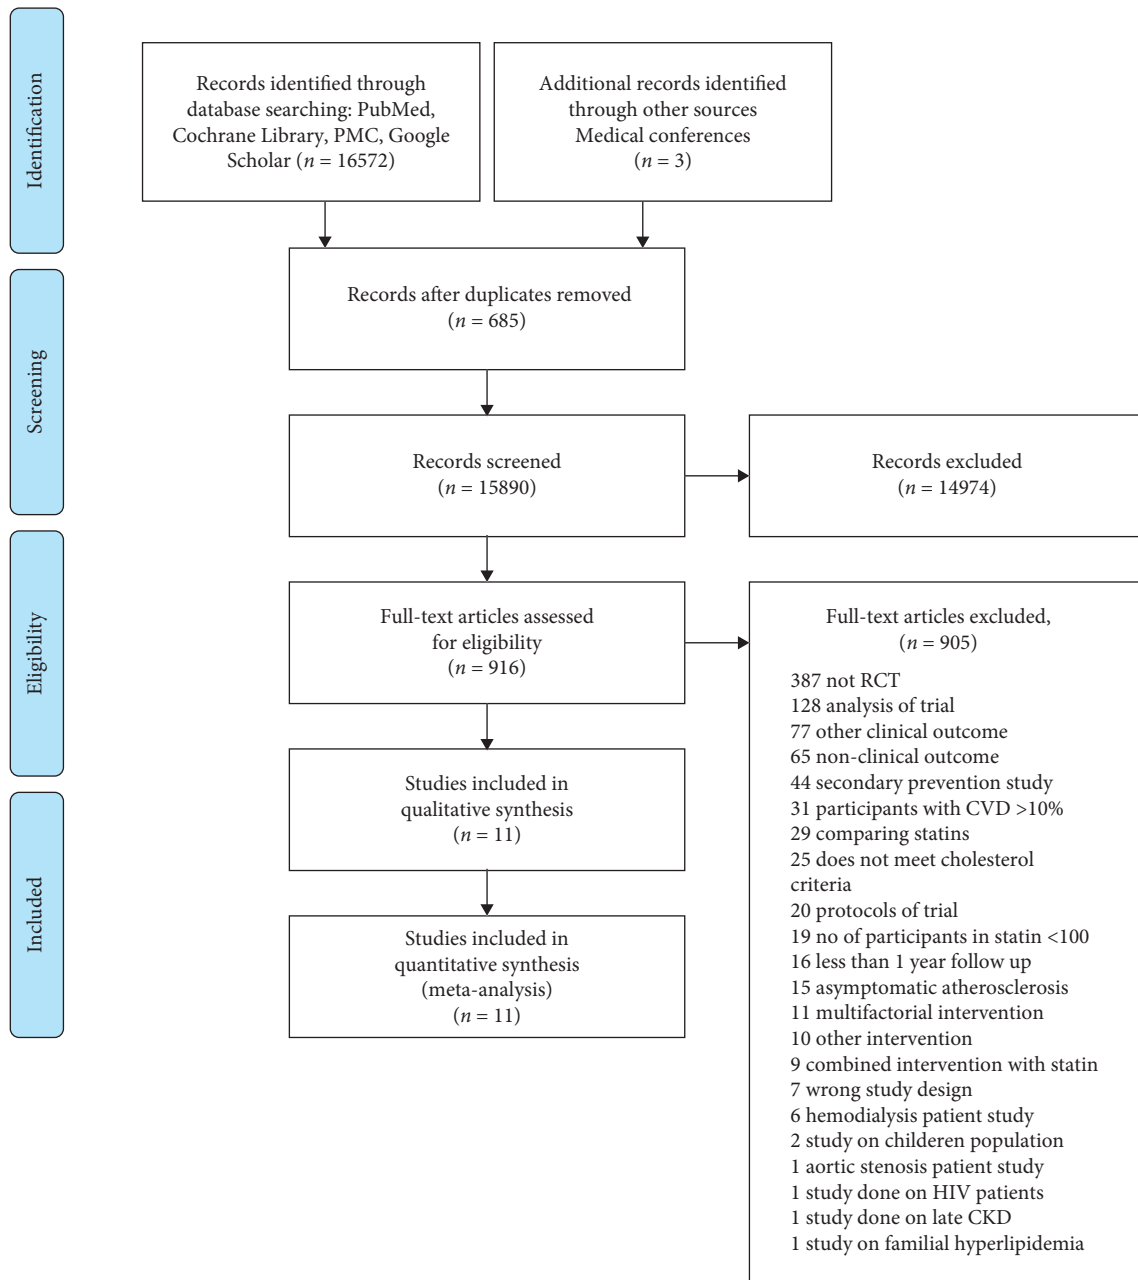 Identification
Records identified through
database searching: PubMed,
Cochrane Library, PMC, Google
Scholar (n = 16572)
Additional records identified
through other sources
Medical conferences
(n = 3)
Screening
Records after duplicates removed
(n = 685)
Records screened
(n = 15890)
Records excluded
(n = 14974)
Eligibility
Full-text articles assessed
for eligibility
(n = 916)
Full-text articles excluded,
(n = 905)
387 not RCT
128 analysis of trial
77 other clinical outcome
65 non-clinical outcome
44 secondary prevention study
31 participants with CVD >10%
29 comparing statins
25 does not meet cholesterol
criteria
20 protocols of trial
19 no of participants in statin <100
16 less than 1 year follow up
15 asymptomatic atherosclerosis
11 multifactorial intervention
10 other intervention
9 combined intervention with statin
7 wrong study design
6 hemodialysis patient study
2 study on childeren population
1 aortic stenosis patient study
1 study done on HIV patients
1 study done on late CKD
1 study on familial hyperlipidemia
Studies included in
qualitative synthesis
(n = 11)
Included
Studies included in
quantitative synthesis
(meta-analysis)
(n = 11)